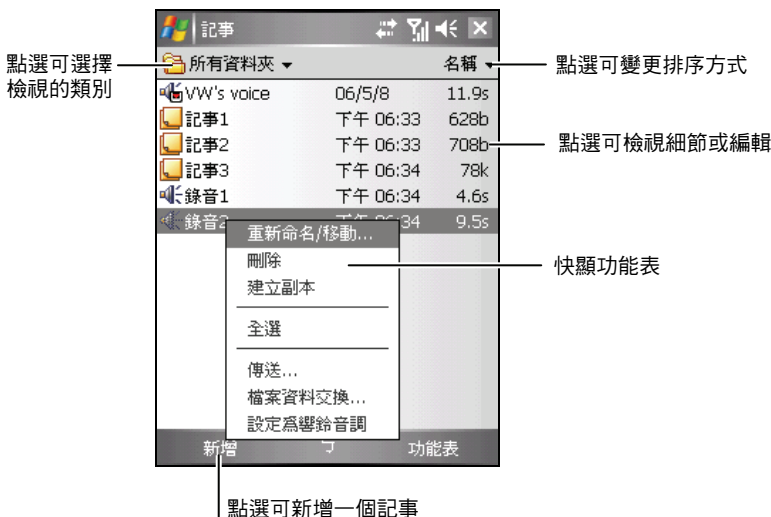 記事
所有資料夾
名稱
點選可選擇
檢視的類別
點選可變更排序方式
VW's voice 06/5/8 11.9s
記事1 下午 06:33 628b
記事2 下午 06:33 708b
點選可檢視細節或編輯
記事3 下午 06:34 78k
錄音1 下午 06:34 4.6s
錄音2 下午 06:34 9.5s
重新命名/移動...
刪除
快顯功能表
建立副本
全選
傳送...
檔案資料交換...
設定為響鈴音調
新增
功能表
點選可新增一個記事